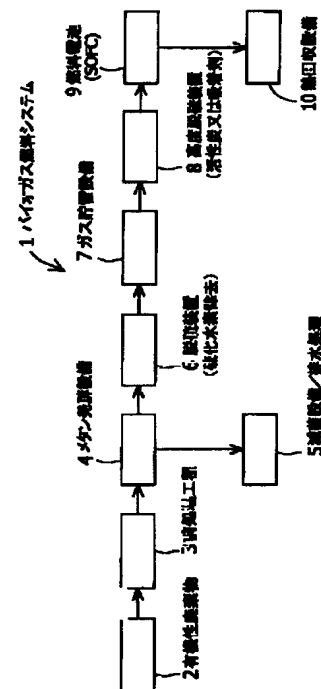 1 バイオガス燃料システム
2 有機性廃棄物
3 前処理工程
4 メタン発酵設備
5 減容設備/排水処理
6 脱硫装置
(硫化水素除去)
7 ガス貯留設備
8 高度脱硫装置
(活性炭又は吸着剤)
9 燃料電池
(SOFC)
10 熱回収設備